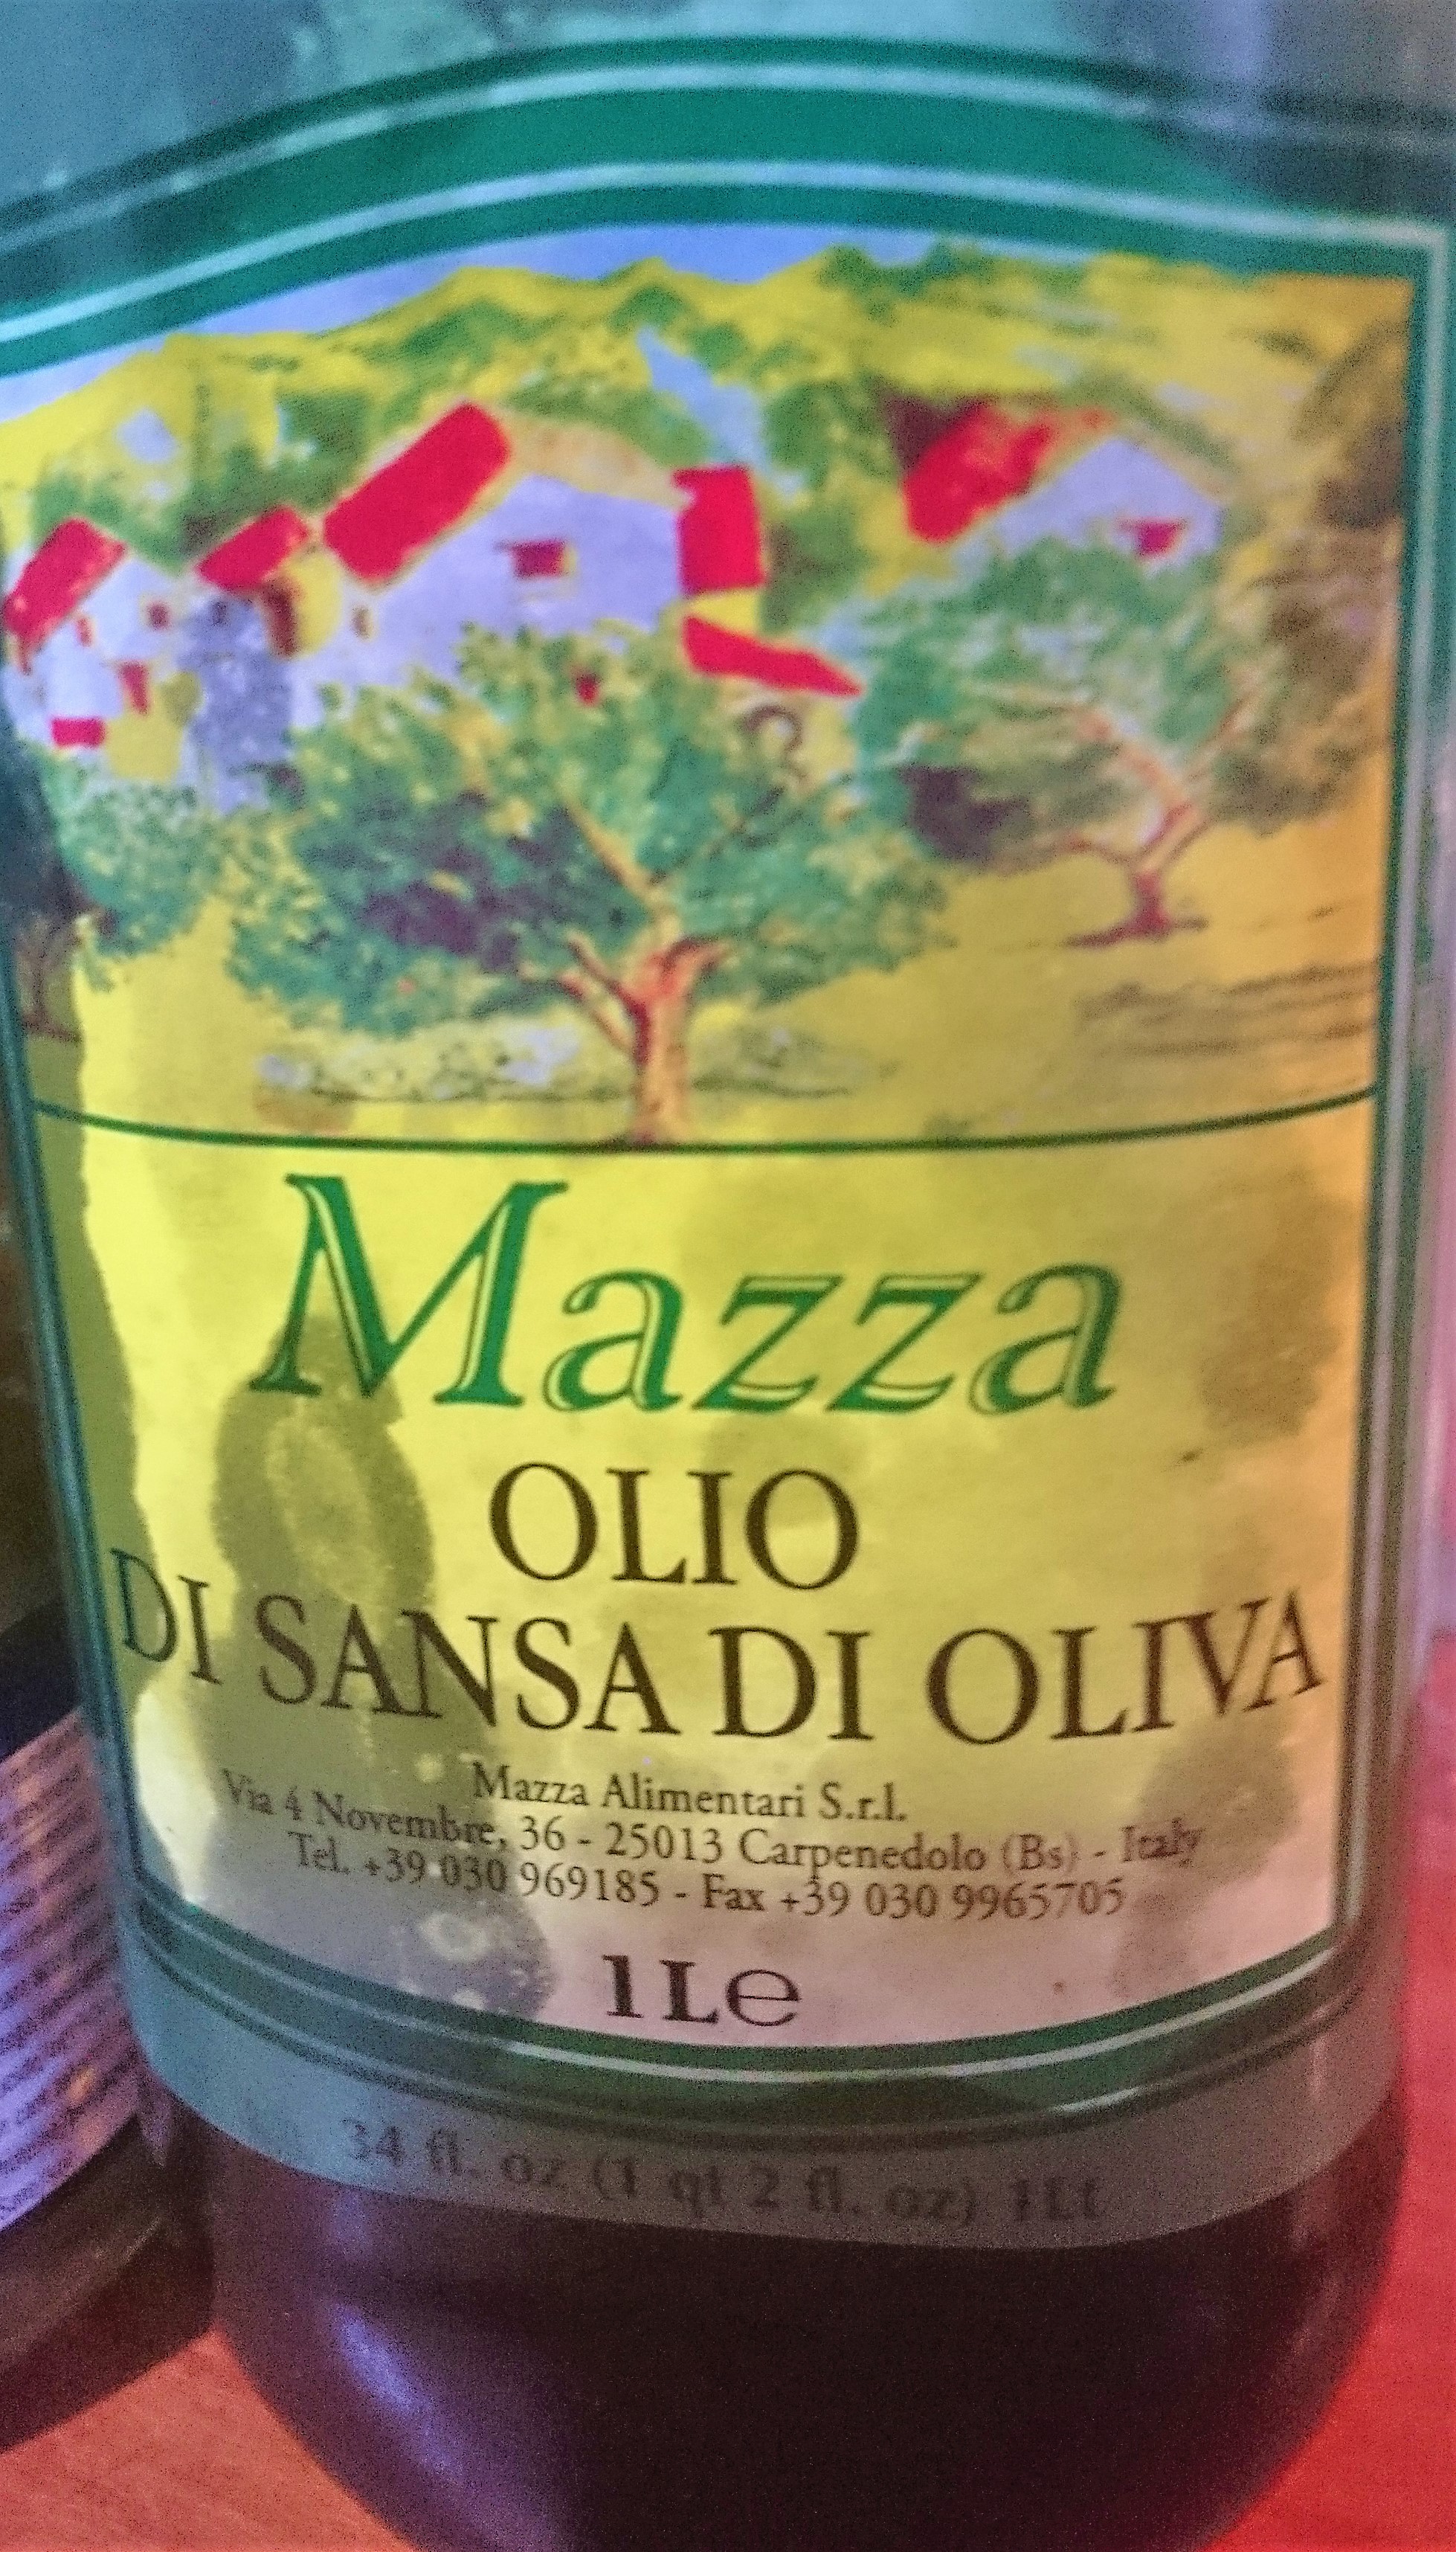 Mazza
OLIO
DI SANSA DI OLIVA
Mazza Alimentari S.r.l.
Via 4 Novembre, 36 - 25013 Carpenedolo (Bs) - Italy
Tel. +39 030 969185 - Fax +39 030 9965705
1L℮
34 fl. oz (1 qt 2 fl. oz) 1Lt